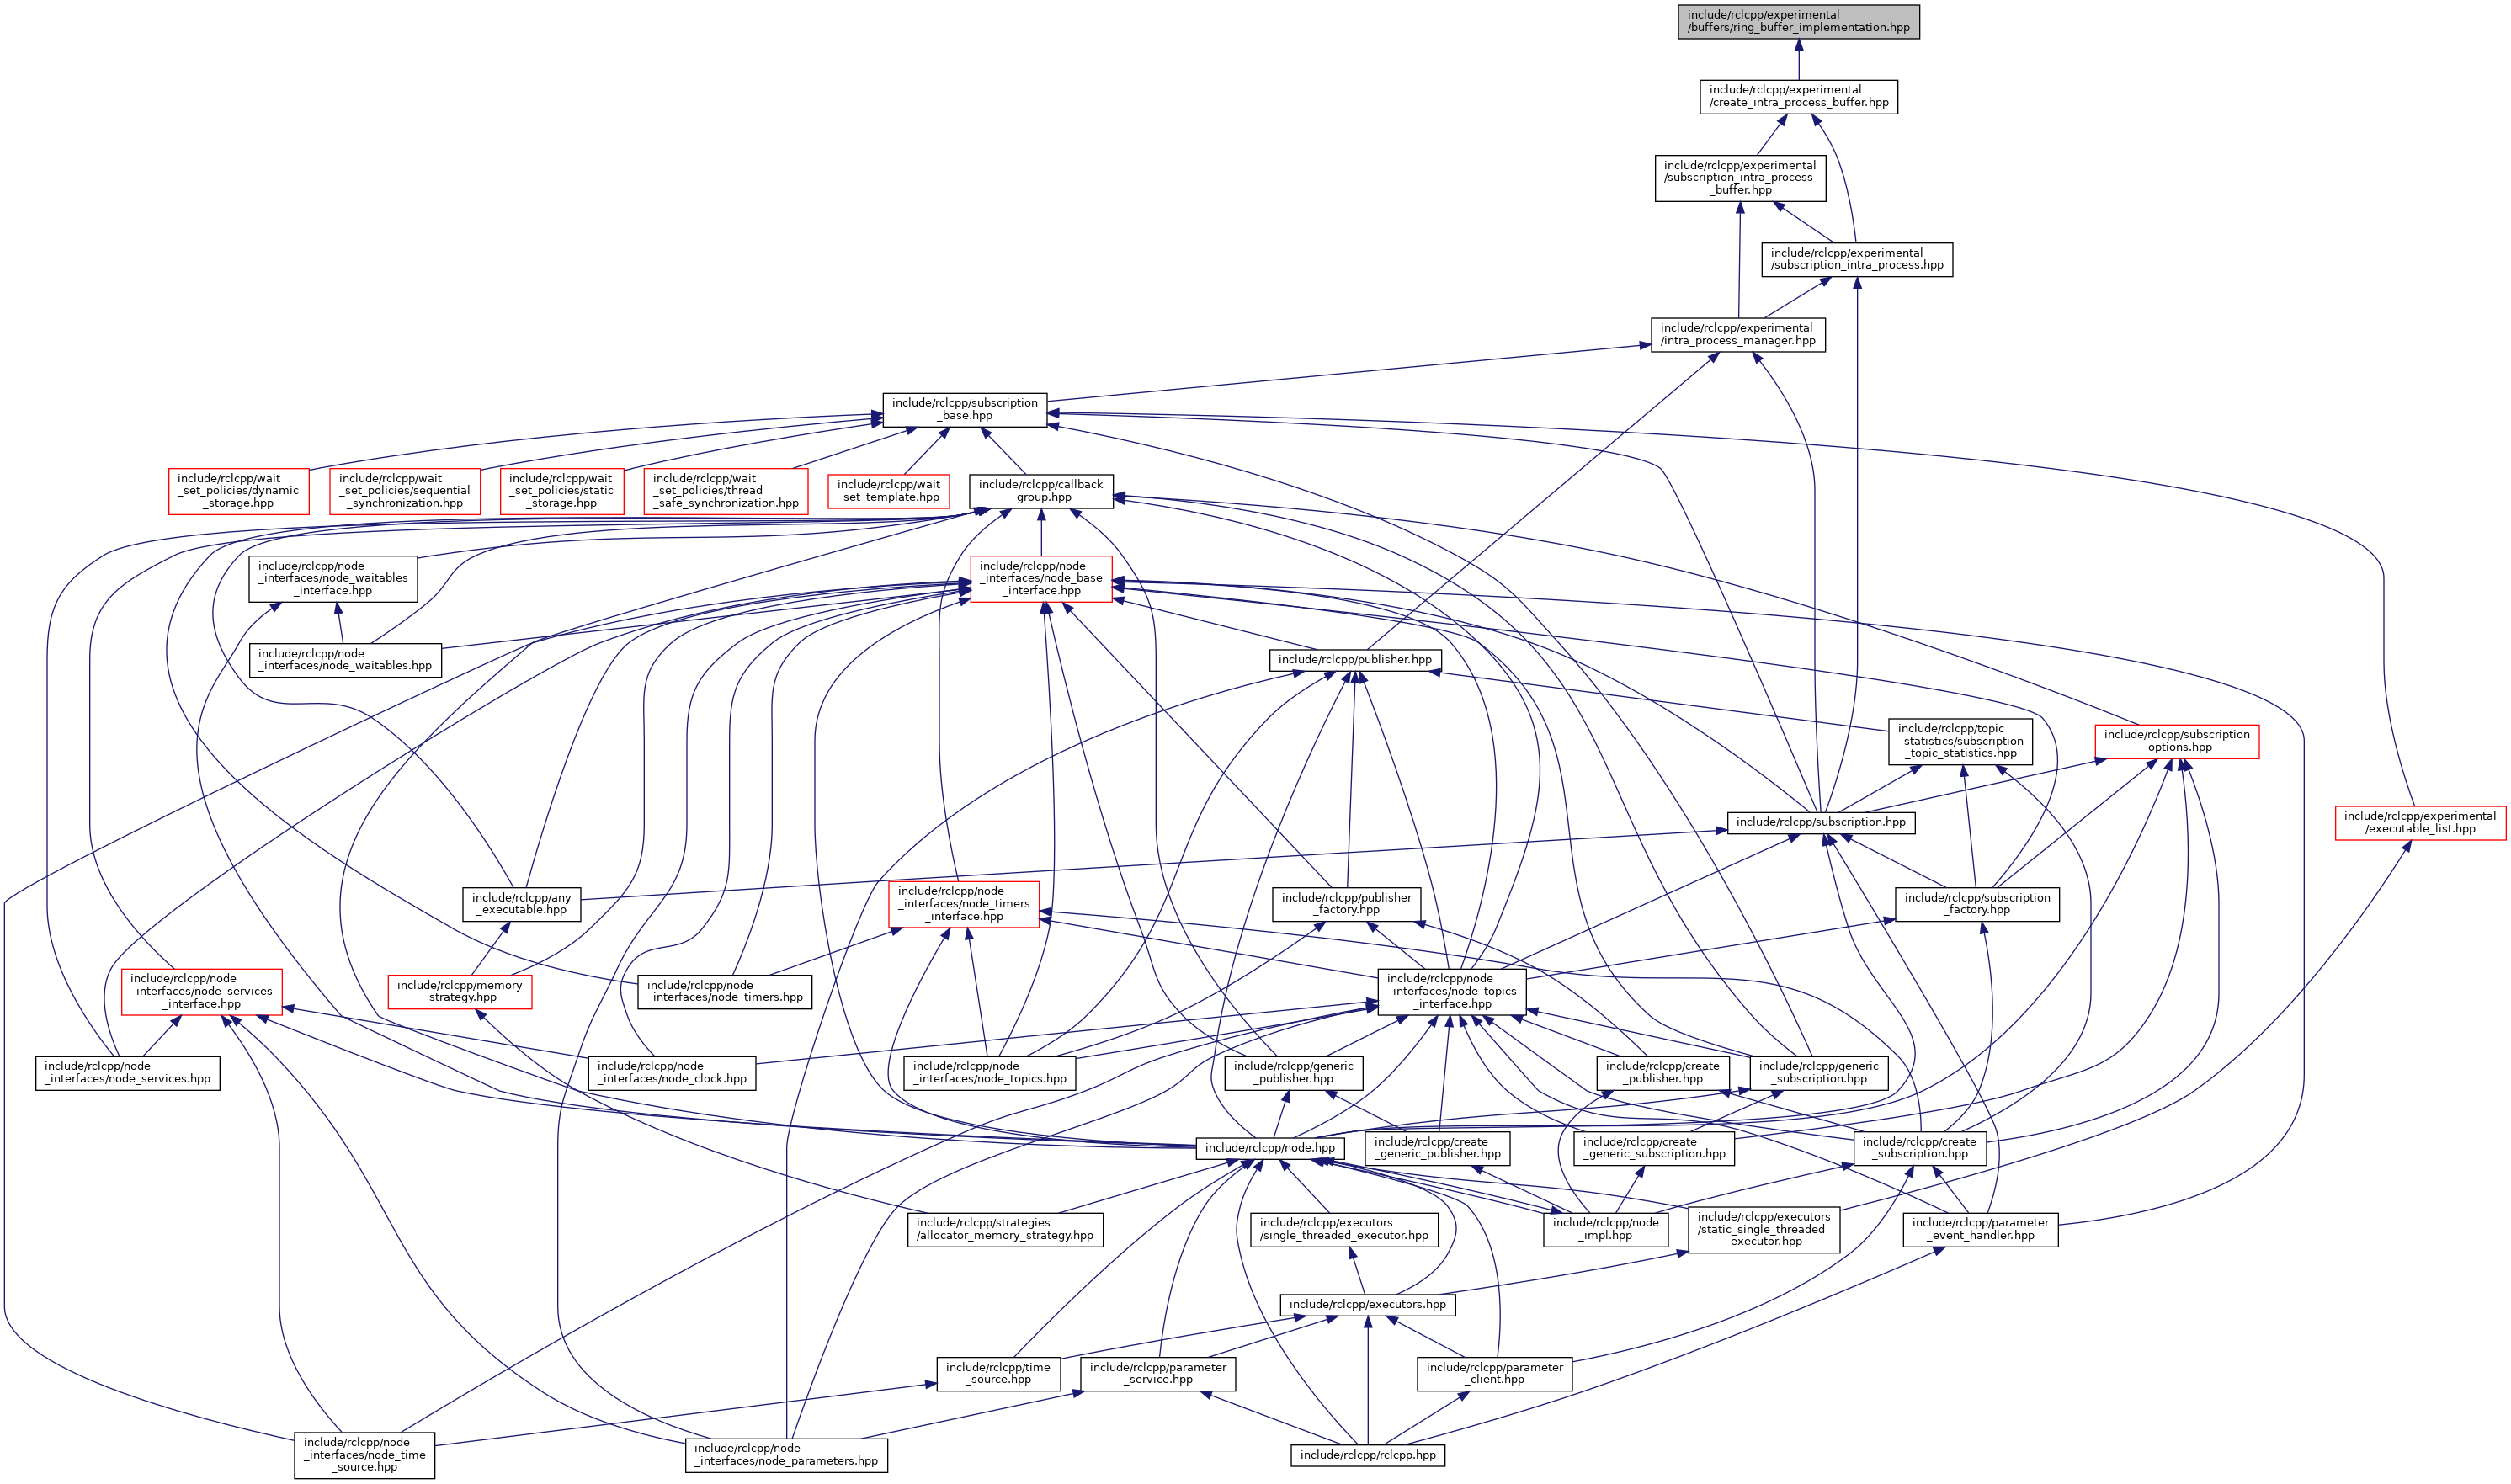 include/rclcpp/experimental
/buffers/ring_buffer_implementation.hpp
include/rclcpp/experimental
/create_intra_process_buffer.hpp
include/rclcpp/experimental
/subscription_intra_process
_buffer.hpp
include/rclcpp/experimental
/subscription_intra_process.hpp
include/rclcpp/experimental
/intra_process_manager.hpp
include/rclcpp/subscription
_base.hpp
include/rclcpp/wait
_set_policies/dynamic
_storage.hpp
include/rclcpp/wait
_set_policies/sequential
_synchronization.hpp
include/rclcpp/wait
_set_policies/static
_storage.hpp
include/rclcpp/wait
_set_policies/thread
_safe_synchronization.hpp
include/rclcpp/wait
_set_template.hpp
include/rclcpp/callback
_group.hpp
include/rclcpp/node
_interfaces/node_waitables
_interface.hpp
include/rclcpp/node
_interfaces/node_base
_interface.hpp
include/rclcpp/node
_interfaces/node_waitables.hpp
include/rclcpp/publisher.hpp
include/rclcpp/topic
_statistics/subscription
_topic_statistics.hpp
include/rclcpp/subscription
_options.hpp
include/rclcpp/subscription.hpp
include/rclcpp/experimental
/executable_list.hpp
include/rclcpp/any
_executable.hpp
include/rclcpp/node
_interfaces/node_timers
_interface.hpp
include/rclcpp/publisher
_factory.hpp
include/rclcpp/subscription
_factory.hpp
include/rclcpp/node
_interfaces/node_services
_interface.hpp
include/rclcpp/memory
_strategy.hpp
include/rclcpp/node
_interfaces/node_timers.hpp
include/rclcpp/node
_interfaces/node_topics
_interface.hpp
include/rclcpp/node
_interfaces/node_services.hpp
include/rclcpp/node
_interfaces/node_clock.hpp
include/rclcpp/node
_interfaces/node_topics.hpp
include/rclcpp/generic
_publisher.hpp
include/rclcpp/create
_publisher.hpp
include/rclcpp/generic
_subscription.hpp
include/rclcpp/node.hpp
include/rclcpp/create
_generic_publisher.hpp
include/rclcpp/create
_generic_subscription.hpp
include/rclcpp/create
_subscription.hpp
include/rclcpp/strategies
/allocator_memory_strategy.hpp
include/rclcpp/executors
/single_threaded_executor.hpp
include/rclcpp/node
_impl.hpp
include/rclcpp/executors
/static_single_threaded
_executor.hpp
include/rclcpp/parameter
_event_handler.hpp
include/rclcpp/executors.hpp
include/rclcpp/time
_source.hpp
include/rclcpp/parameter
_service.hpp
include/rclcpp/parameter
_client.hpp
include/rclcpp/node
_interfaces/node_time
_source.hpp
include/rclcpp/node
_interfaces/node_parameters.hpp
include/rclcpp/rclcpp.hpp